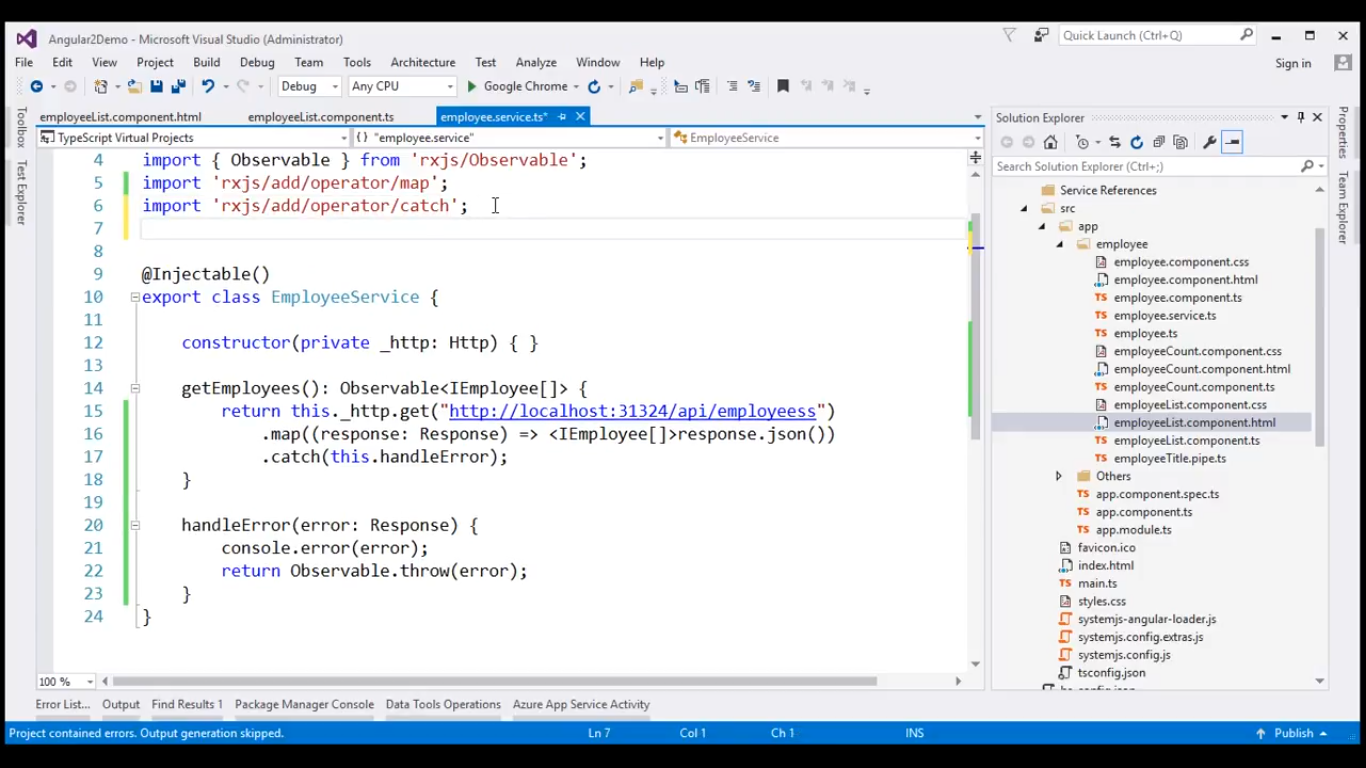 Angular2Demo - Microsoft Visual Studio (Administrator)
Quick Launch (Ctrl+Q)
File Edit View Project Build Debug Team Tools Architecture Test Analyze Window Help
Sign in
Debug Any CPU Google Chrome
employeeList.component.html employeeList.component.ts employee.service.ts*
TypeScript Virtual Projects {} "employee.service" EmployeeService
Toolbox
Test Explorer
4 import { Observable } from 'rxjs/Observable';
5 import 'rxjs/add/operator/map';
6 import 'rxjs/add/operator/catch';
7
8
9 @Injectable()
10 export class EmployeeService {
11
12 constructor(private _http: Http) { }
13
14 getEmployees(): Observable<IEmployee[]> {
15 return this._http.get("http://localhost:31324/api/employeess")
16 .map((response: Response) => <IEmployee[]>response.json())
17 .catch(this.handleError);
18 }
19
20 handleError(error: Response) {
21 console.error(error);
22 return Observable.throw(error);
23 }
24 }
100 %
Solution Explorer
Search Solution Explorer (Ctrl+;)
Service References
src
app
employee
employee.component.css
employee.component.html
TS employee.component.ts
TS employee.service.ts
TS employee.ts
employeeCount.component.css
employeeCount.component.html
TS employeeCount.component.ts
employeeList.component.css
employeeList.component.html
TS employeeList.component.ts
TS employeeTitle.pipe.ts
Others
TS app.component.spec.ts
TS app.component.ts
TS app.module.ts
favicon.ico
index.html
TS main.ts
styles.css
systemjs-angular-loader.js
systemjs.config.extras.js
systemjs.config.js
tsconfig.json
Properties
Team Explorer
Error List... Output Find Results 1 Package Manager Console Data Tools Operations Azure App Service Activity
Project contained errors. Output generation skipped. Ln 7 Col 1 Ch 1 INS Publish